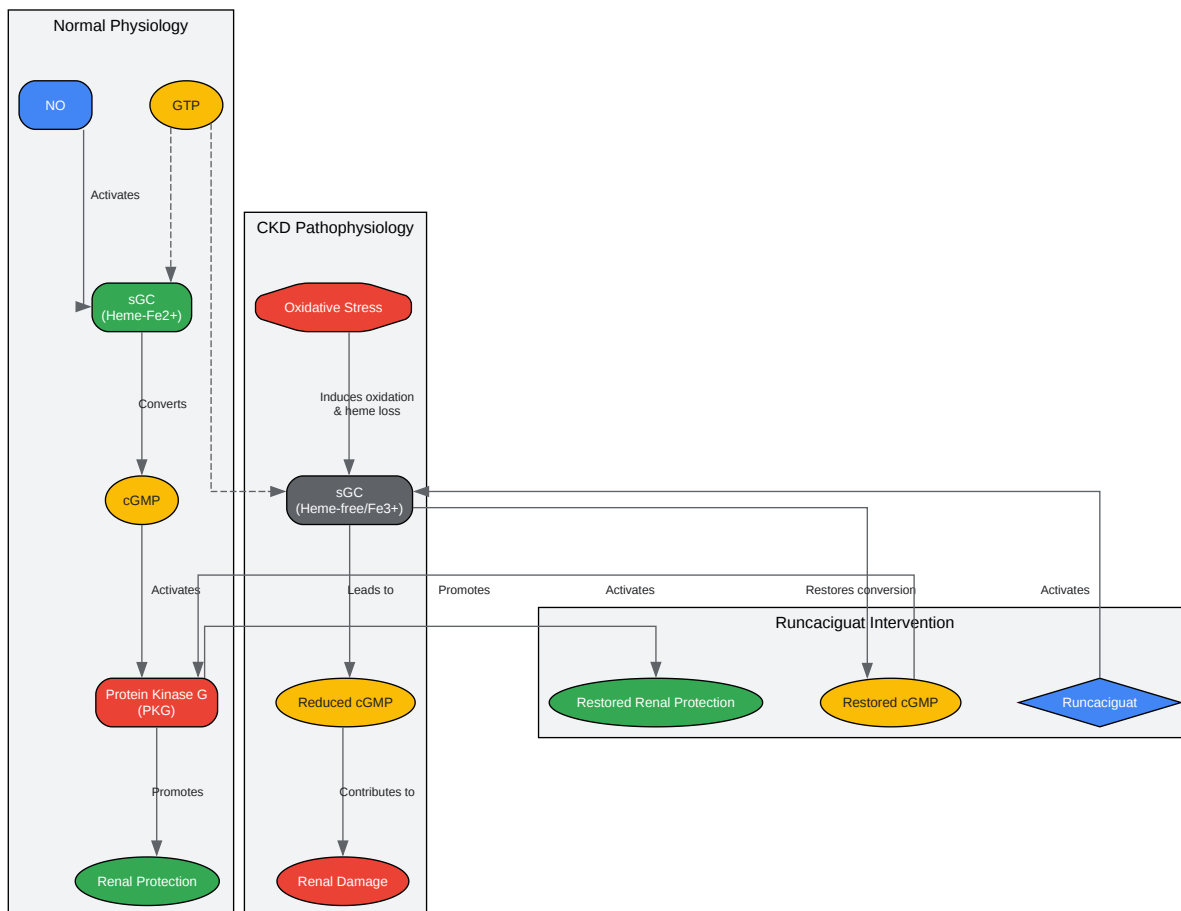 Normal Physiology
NO
GTP
Activates
CKD Pathophysiology
sGC
(Heme-Fe2+)
Oxidative Stress
Converts
Induces oxidation
& heme loss
cGMP
sGC
(Heme-free/Fe3+)
Activates
Leads to
Promotes
Activates
Restores conversion
Activates
Runcaciguat Intervention
Protein Kinase G
(PKG)
Reduced cGMP
Restored Renal Protection
Restored cGMP
Runcaciguat
Promotes
Contributes to
Renal Protection
Renal Damage